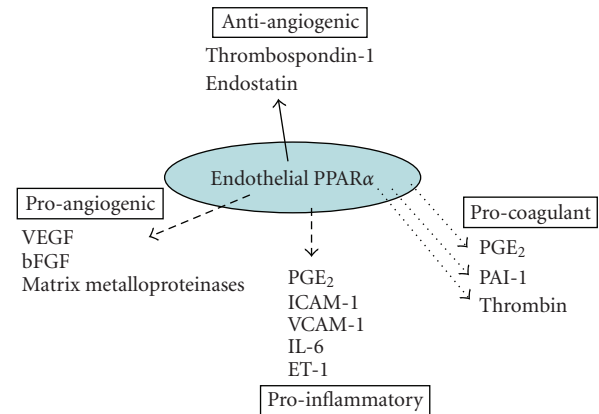 Anti-angiogenic
Thrombospondin-1
Endostatin
Endothelial PPARα
Pro-angiogenic
VEGF
bFGF
Matrix metalloproteinases
PGE₂
ICAM-1
VCAM-1
IL-6
ET-1
Pro-inflammatory
Pro-coagulant
PGE₂
PAI-1
Thrombin